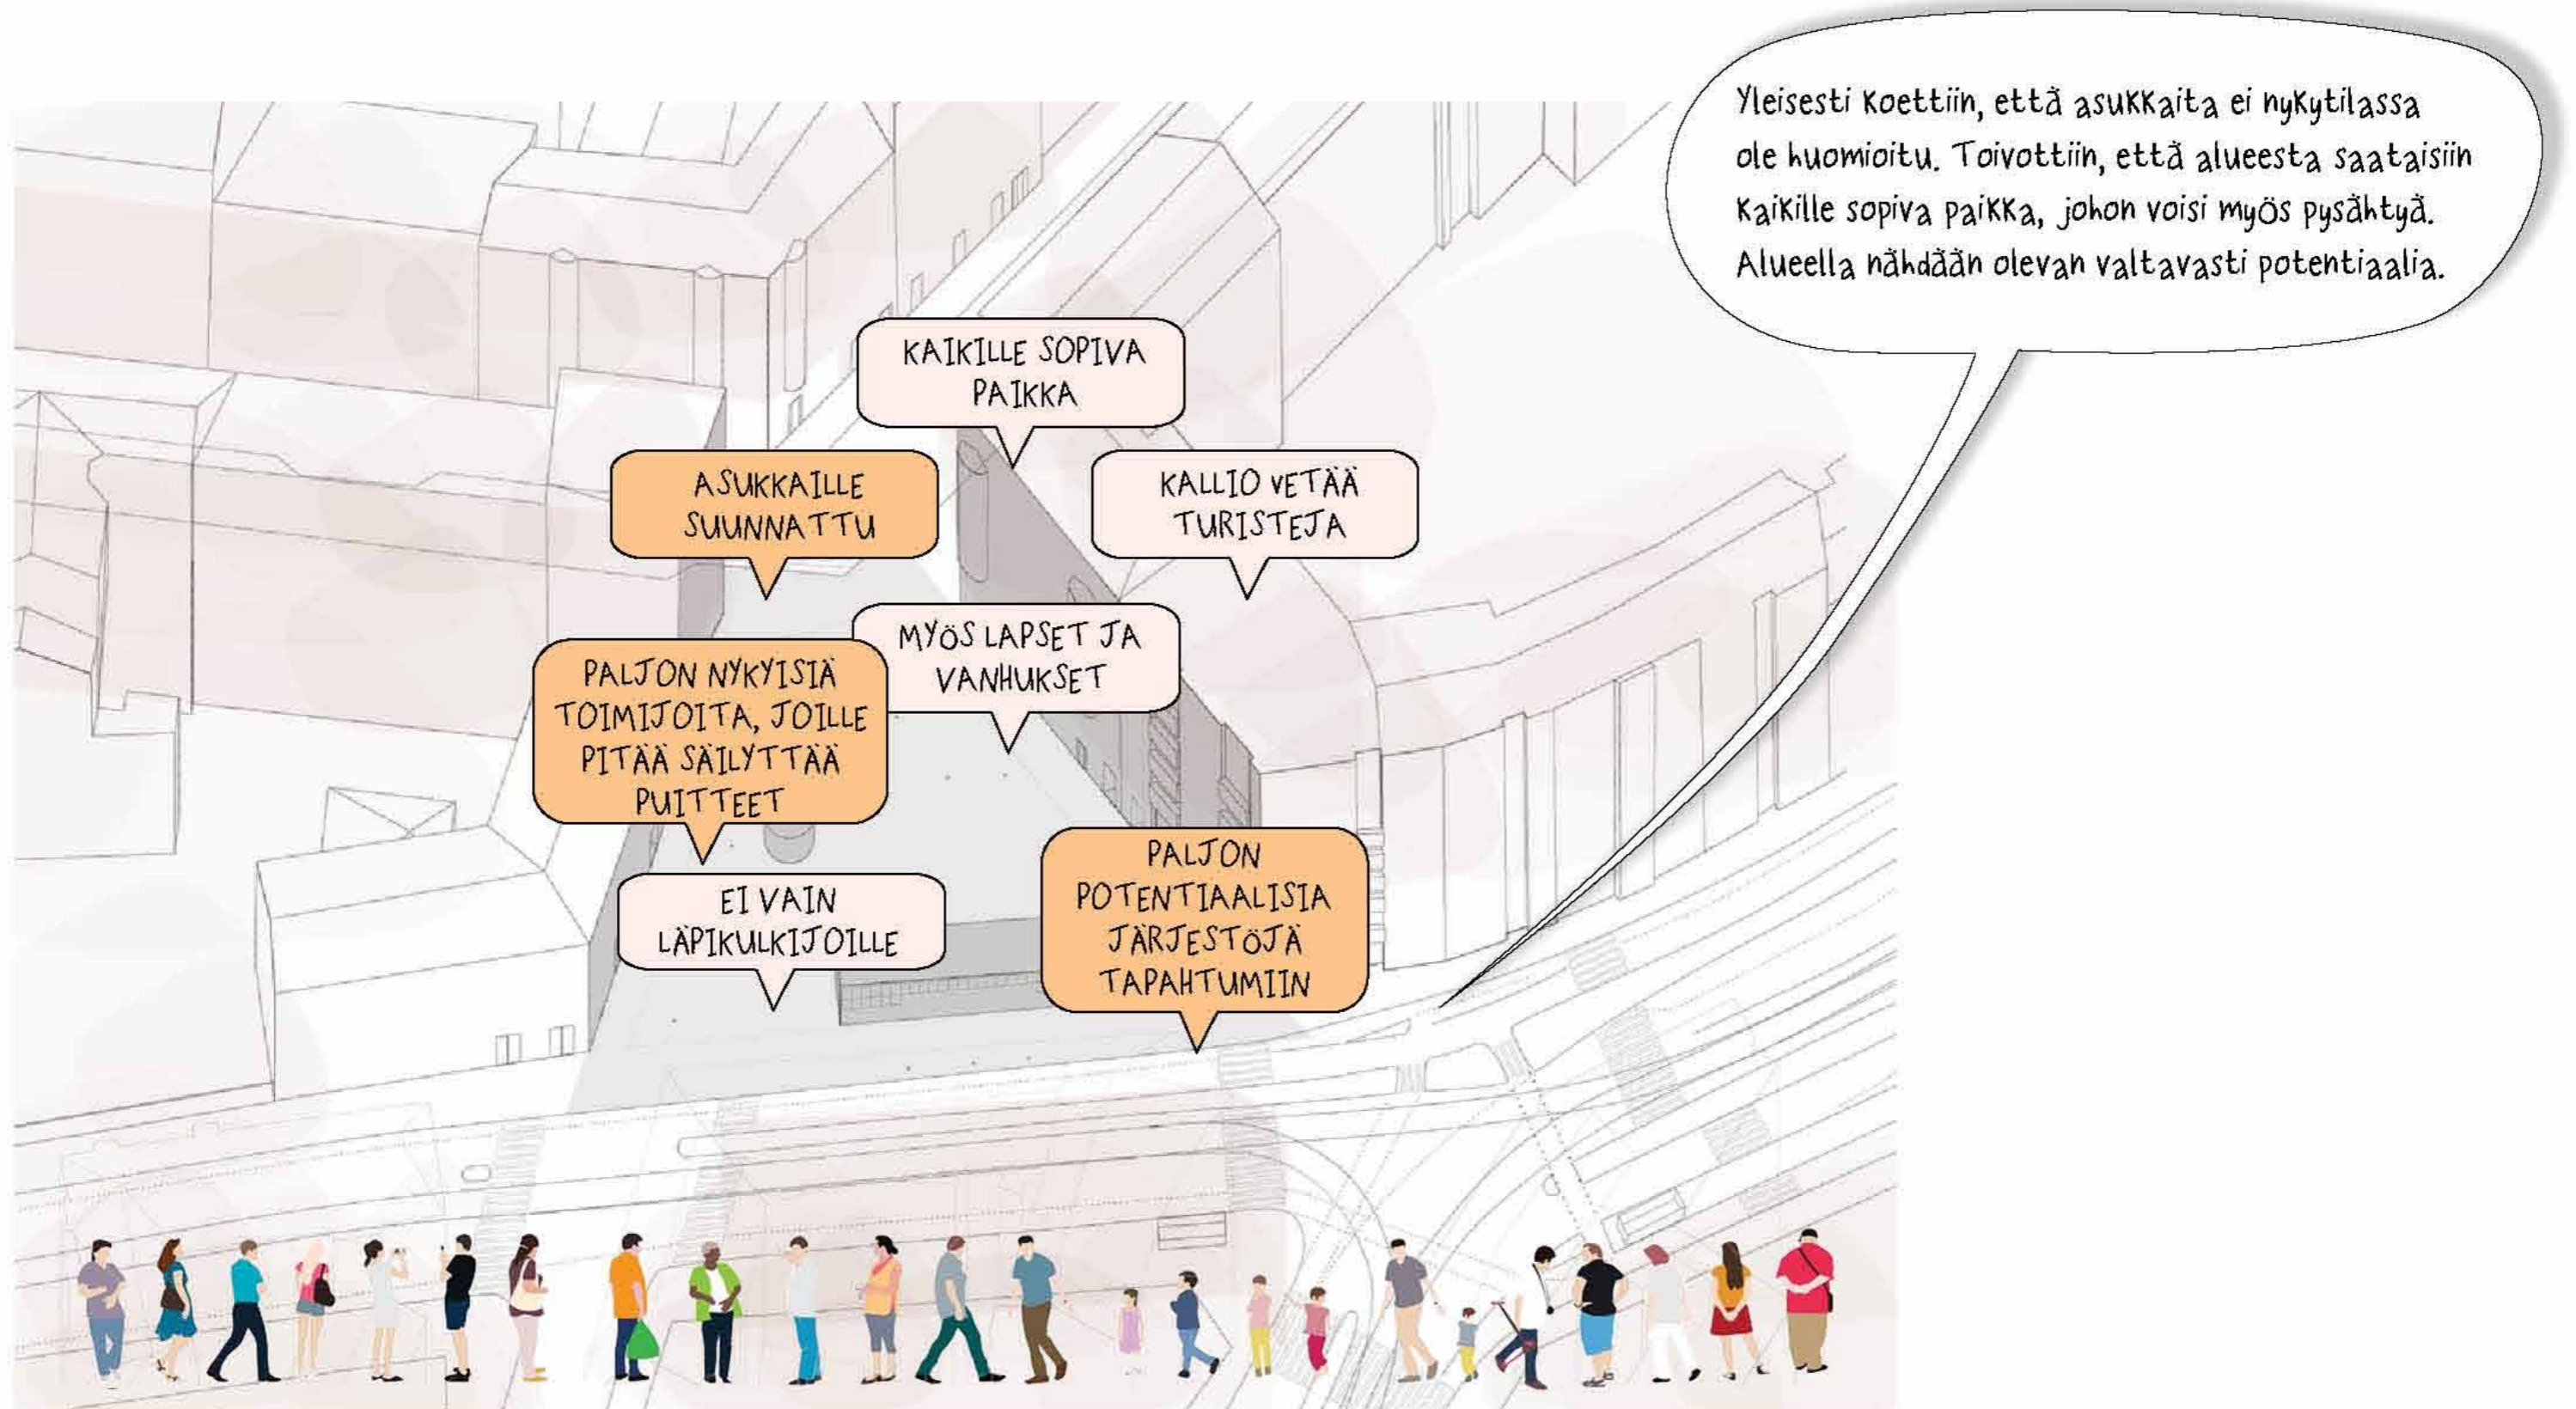 Yleisesti koettiin, että asukkaita ei nykytilassa
ole huomioitu. Toivottiin, että alueesta saataisiin
kaikille sopiva paikka, johon voisi myös pysähtyä.
Alueella nähdään olevan valtavasti potentiaalia.
KAIKILLE SOPIVA
PAIKKA
ASUKKAILLE
SUUNNATTU
KALLIO VETÄÄ
TURISTEJA
MYÖS LAPSET JA
VANHUKSET
PALJON NYKYISIÄ
TOIMIJOITA, JOILLE
PITÄÄ SÄILYTTÄÄ
PUITTEET
EI VAIN
LÄPIKULKIJOILLE
PALJON
POTENTIAALISIA
JÄRJESTÖJÄ
TAPAHTUMIIN